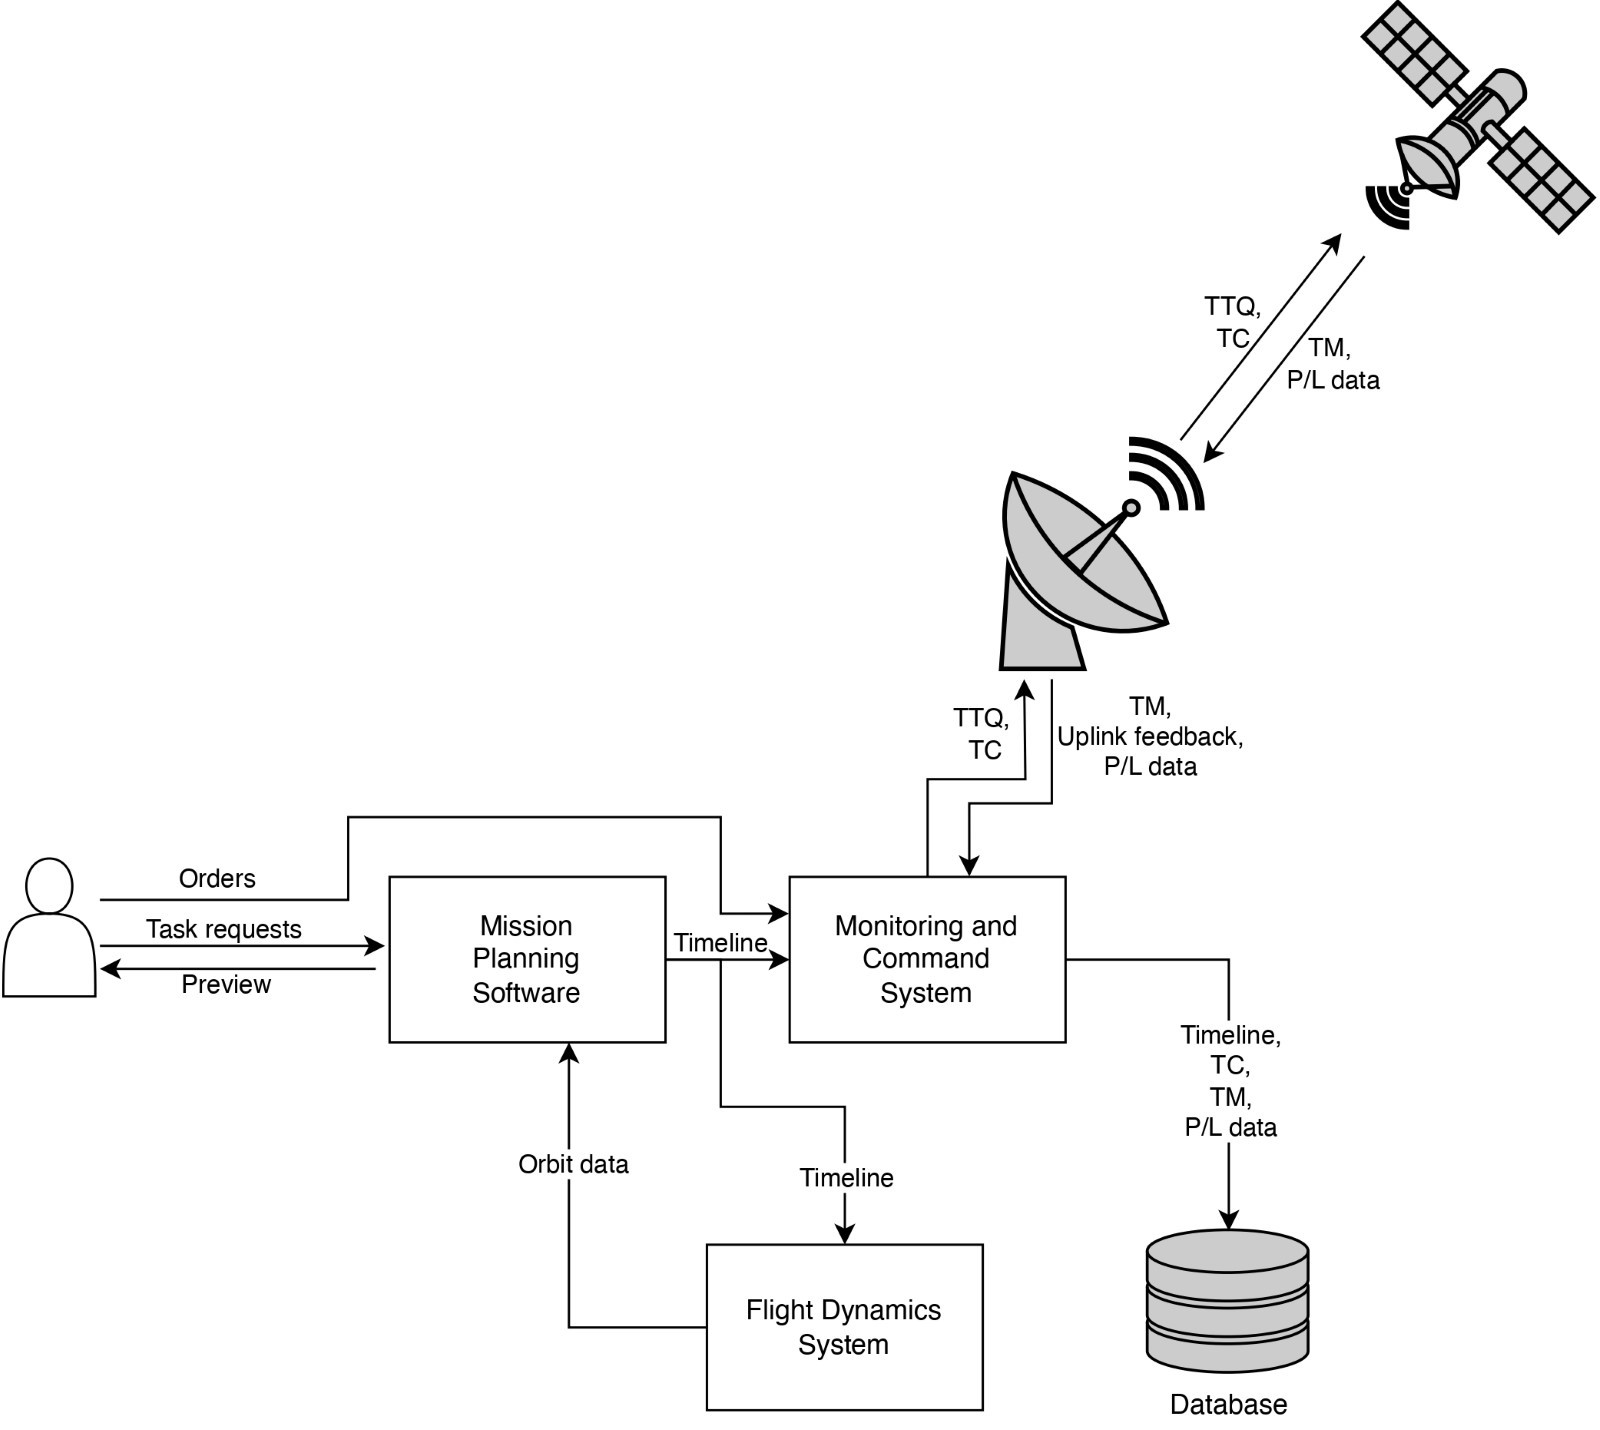 TTQ,
TC
TM,
P/L data
TTQ,
TC
TM,
Uplink feedback,
P/L data
Orders
Task requests
Preview
Mission
Planning
Software
Timeline
Monitoring and
Command
System
Timeline,
TC,
TM,
P/L data
Orbit data
Timeline
Flight Dynamics
System
Database